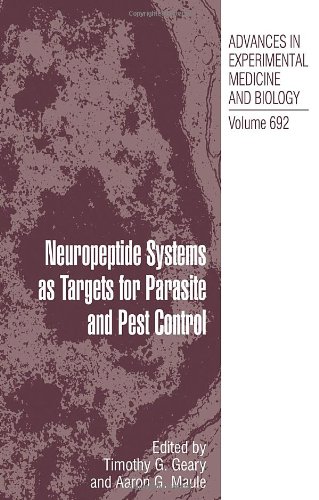 ADVANCES IN
EXPERIMENTAL
MEDICINE
AND BIOLOGY
Volume 692
Neuropeptide Systems
as Targets for Parasite
and Pest Control
Edited by
Timothy G. Geary
and Aaron G. Maule